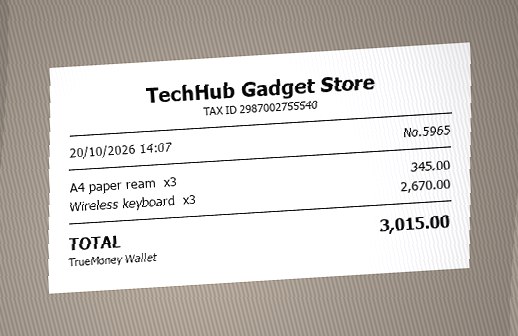 TechHub Gadget Store
TAX ID 2987002755540
20/10/2026 14:07 No.5965
A4 paper ream x3 345.00
Wireless keyboard x3 2,670.00
TOTAL 3,015.00
TrueMoney Wallet